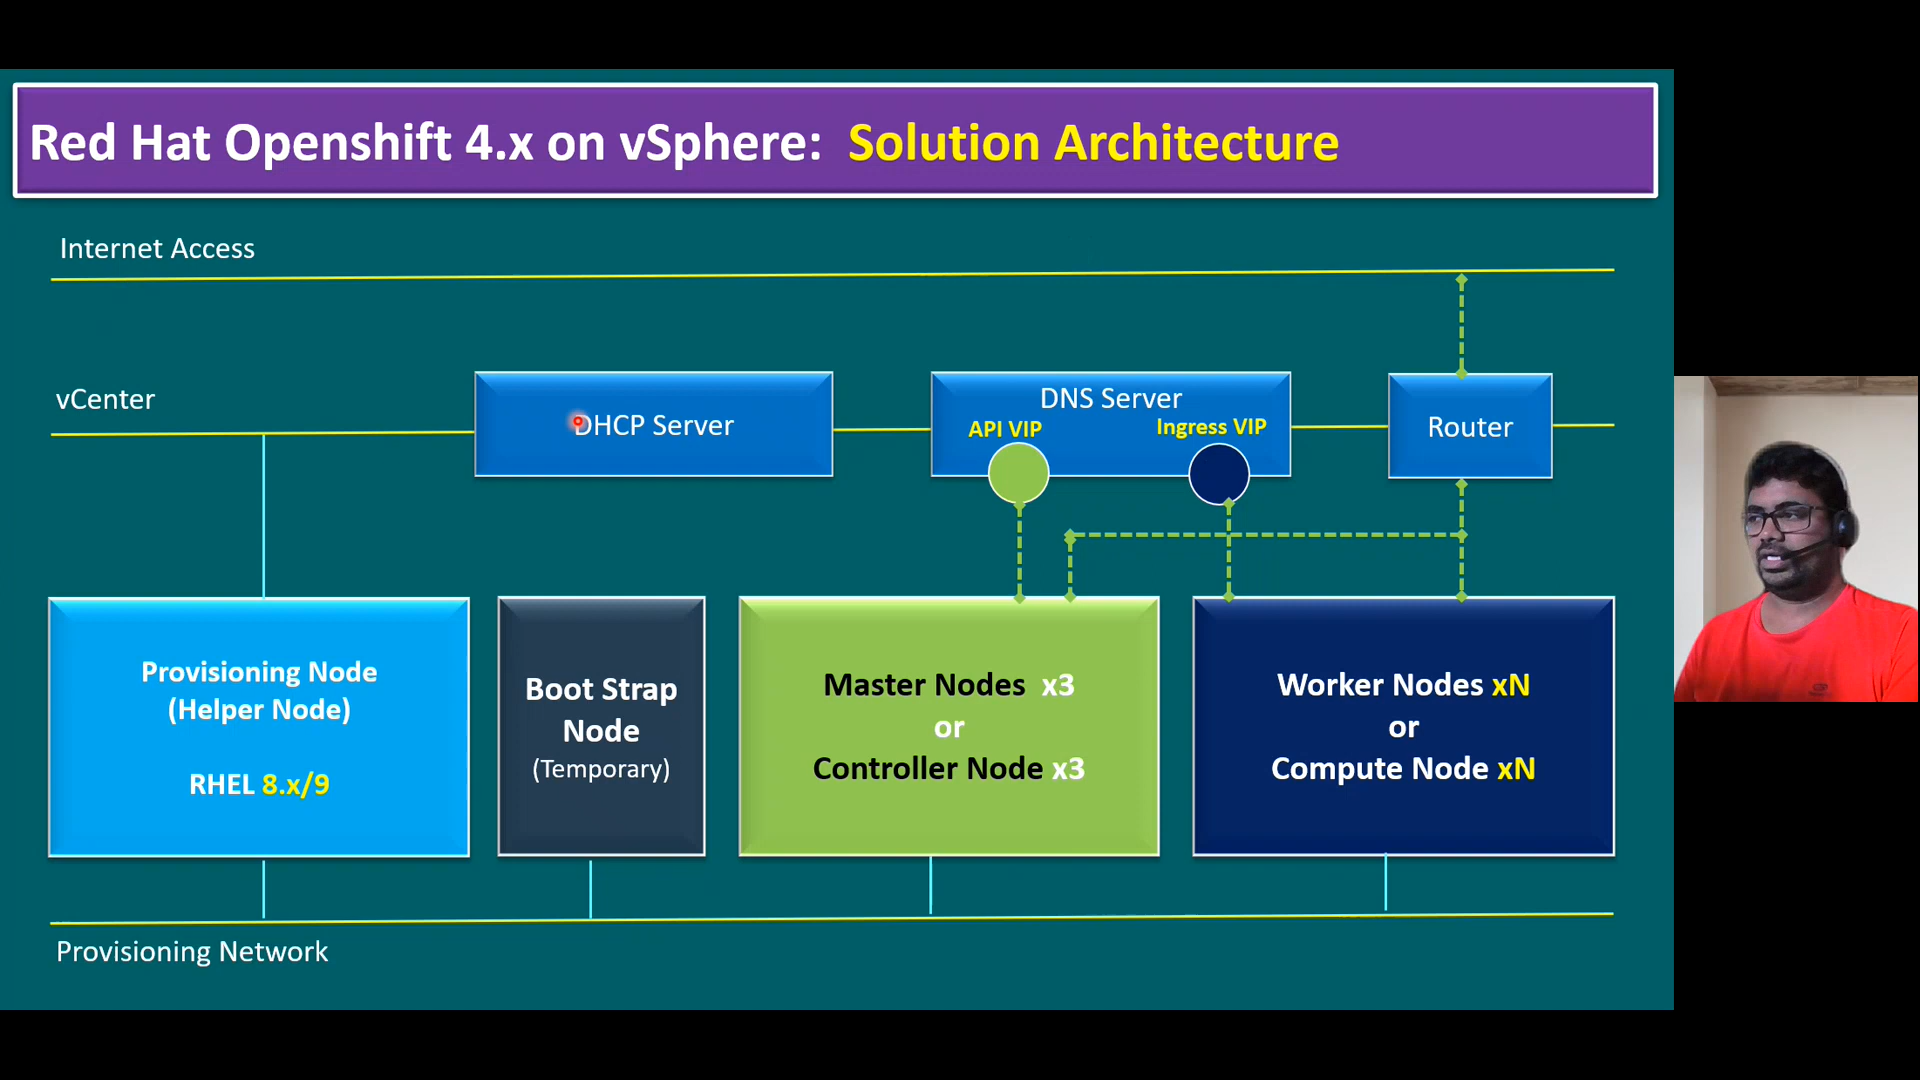 Red Hat Openshift 4.x on vSphere: Solution Architecture
Internet Access
vCenter
DHCP Server
DNS Server
API VIP
Ingress VIP
Router
Provisioning Node
(Helper Node)
RHEL 8.x/9
Boot Strap
Node
(Temporary)
Master Nodes x3
or
Controller Node x3
Worker Nodes xN
or
Compute Node xN
Provisioning Network